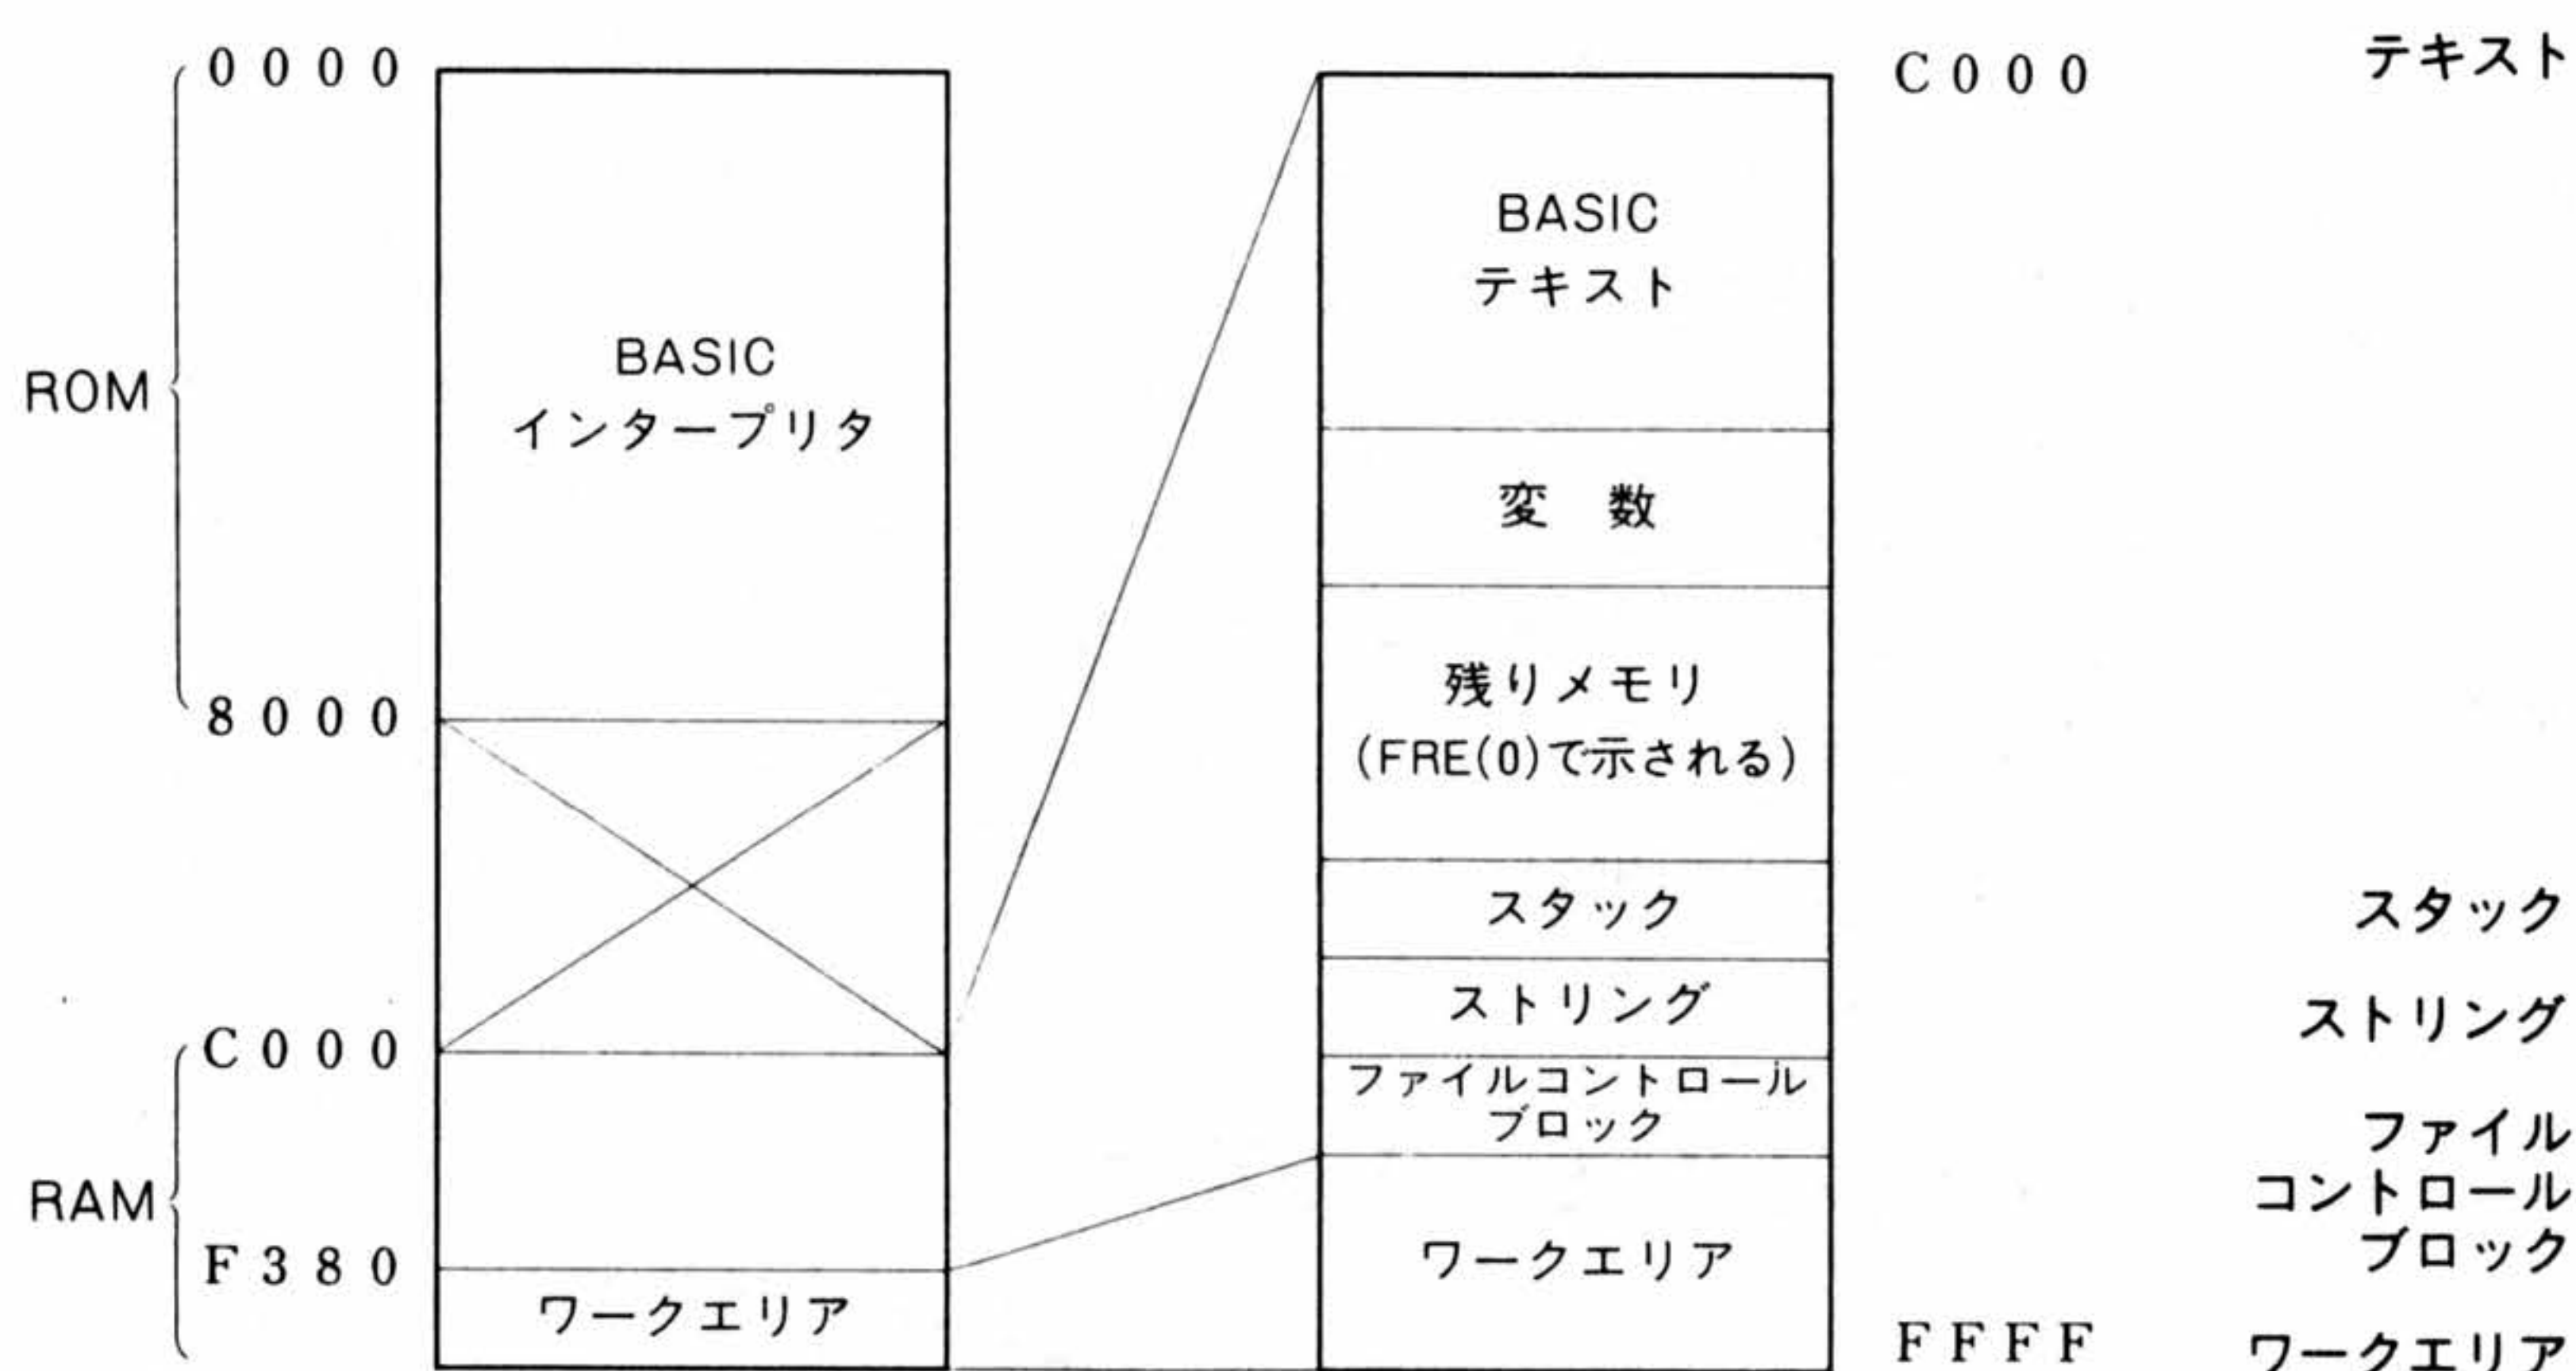 0000
BASIC
インタープリタ
ROM
8000
C000
RAM
F380
ワークエリア
C000
BASIC
テキスト
変 数
残りメモリ
(FRE(0)で示される)
スタック
ストリング
ファイルコントロール
ブロック
ワークエリア
FFFF
テキスト
スタック
ストリング
ファイル
コントロール
ブロック
ワークエリア